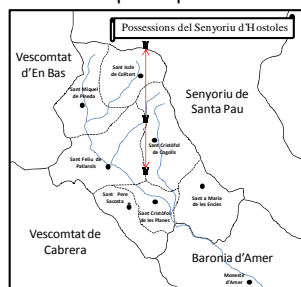 Possessions del Senyoriu d'Hostoles
Vescomtat
d'En Bas
Sant Iscle
de Colltort
Sant Miquel
de Pineda
Senyoriu de
Santa Pau
Sant Cristòfol
de Cogolls
Sant Feliu de
Pallarols
Sant Pere
Sacosta
Sant Cristòfol
de les Planes
Sant a Maria
de les Encies
Vescomtat de
Cabrera
Baronia d'Amer
Monestir
d'Amer